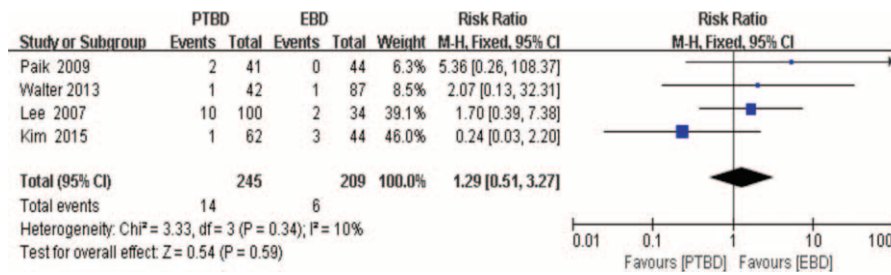 PTBD EBD Risk Ratio Risk Ratio
Study or Subgroup Events Total Events Total Weight M-H, Fixed, 95% CI M-H, Fixed, 95% CI
Paik 2009 2 41 0 44 6.3% 5.36 [0.26, 108.37]
Walter 2013 1 42 1 87 8.5% 2.07 [0.13, 32.31]
Lee 2007 10 100 2 34 39.1% 1.70 [0.39, 7.38]
Kim 2015 1 62 3 44 46.0% 0.24 [0.03, 2.20]
Total (95% CI) 245 209 100.0% 1.29 [0.51, 3.27]
Total events 14 6
Heterogeneity: Chi² = 3.33, df = 3 (P = 0.34); I² = 10%
Test for overall effect: Z = 0.54 (P = 0.59)
0.01 0.1 1 10 100
Favours [PTBD] Favours [EBD]